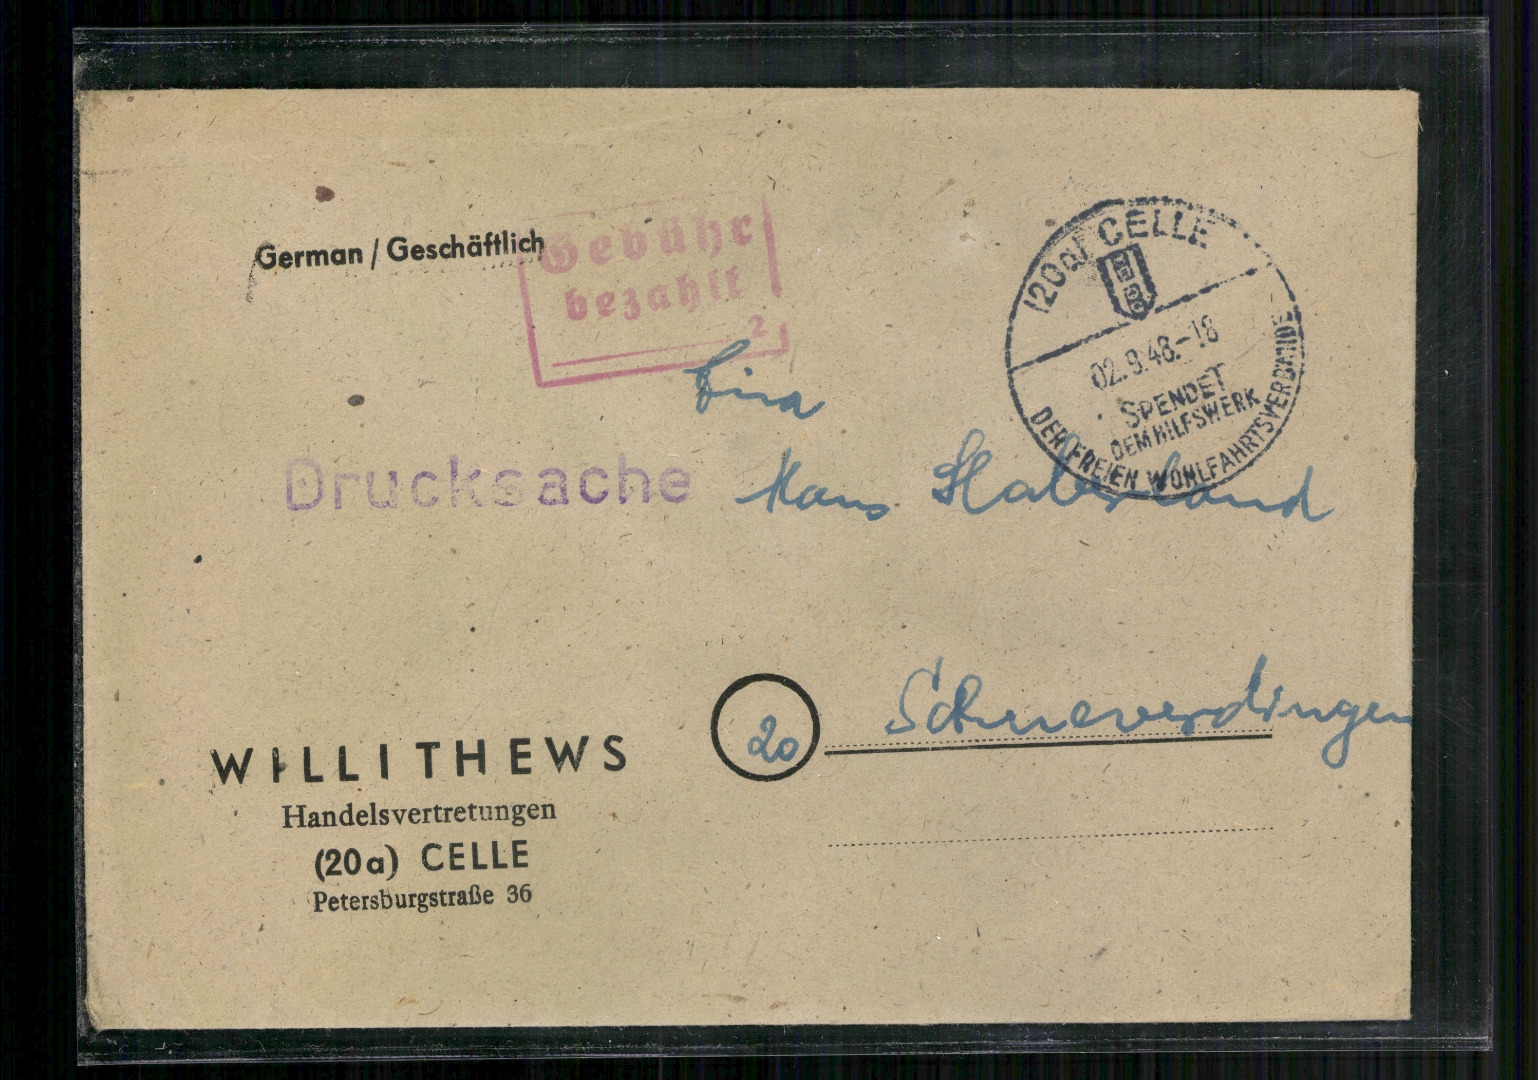 German / Geschäftlich
Gebühr
bezahlt
2
(20a) CELLE
02.9.48.-18
SPENDET
DEM HILFSWERK
DER FREIEN WOHLFAHRTSVERBÄNDE
Drucksache
Hans Haberland
20 Schneverdingen
WILLI THEWS
Handelsvertretungen
(20a) CELLE
Petersburgstraße 36